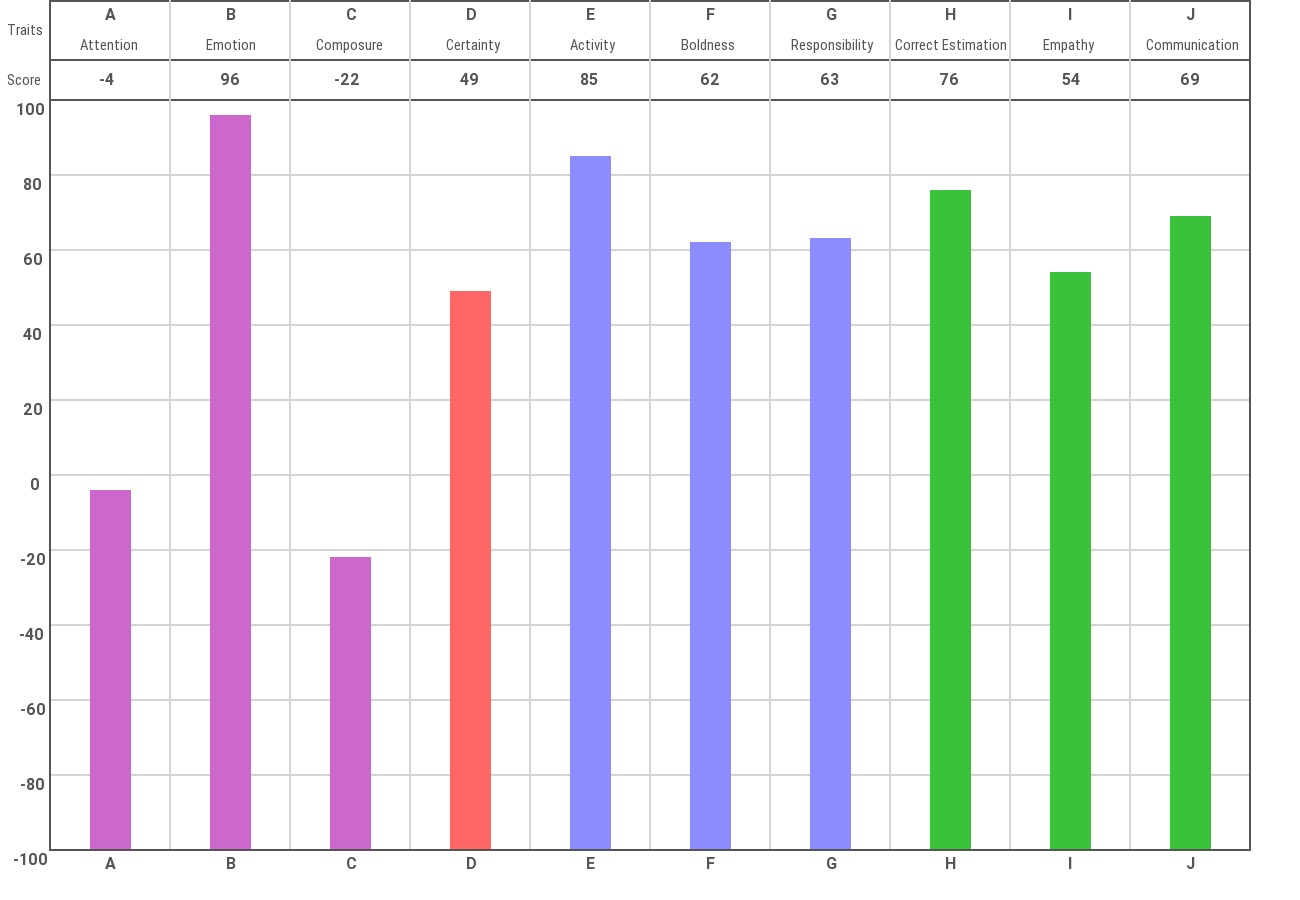 A B C D E F G H I J
Traits
Attention Emotion Composure Certainty Activity Boldness Responsibility Correct Estimation Empathy Communication
Score -4 96 -22 49 85 62 63 76 54 69
100
80
60
40
20
0
-20
-40
-60
-80
-100
A B C D E F G H I J